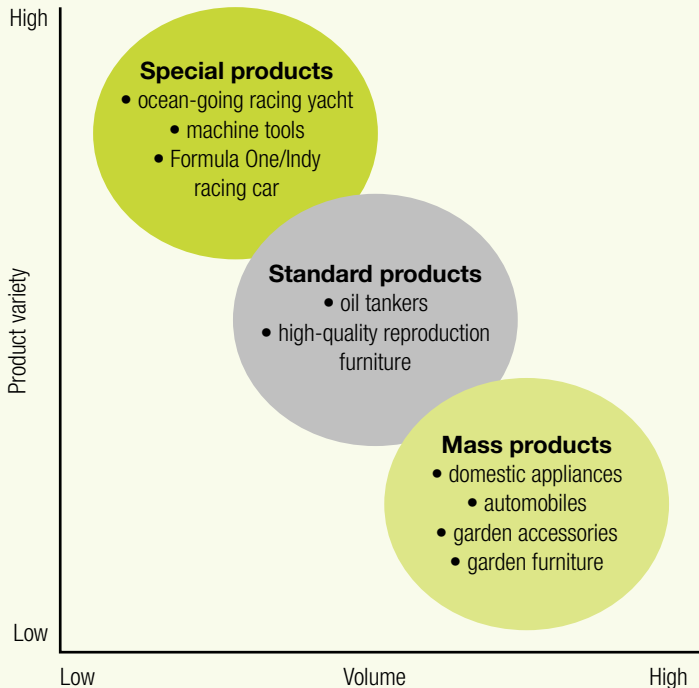 High
Special products
• ocean-going racing yacht
• machine tools
• Formula One/Indy
racing car
Product variety
Standard products
• oil tankers
• high-quality reproduction
furniture
Mass products
• domestic appliances
• automobiles
• garden accessories
• garden furniture
Low
Low
Volume
High